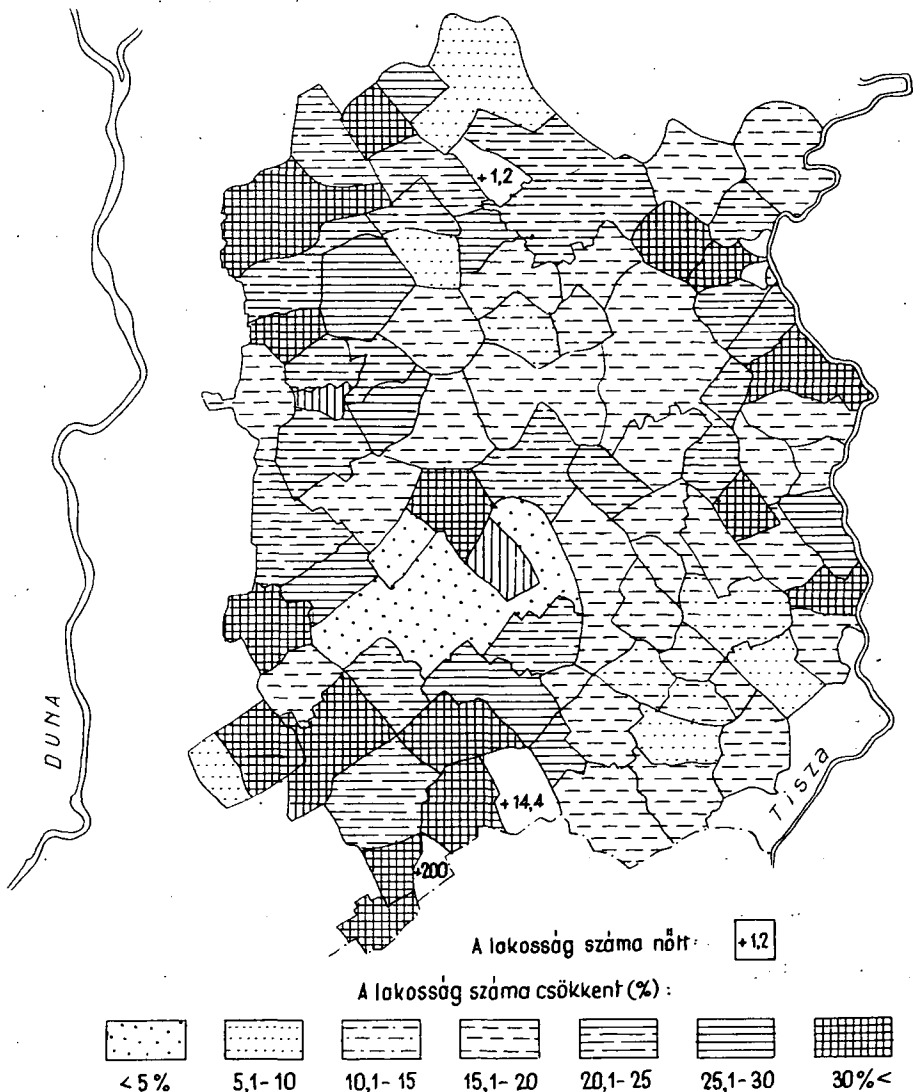 +1,2
DUNA
Tisza
+14,4
+200
A lakosság száma nőtt: +1,2
A lakosság száma csökkent (%) :
< 5 % 5,1-10 10,1-15 15,1-20 20,1-25 25,1-30 30%<